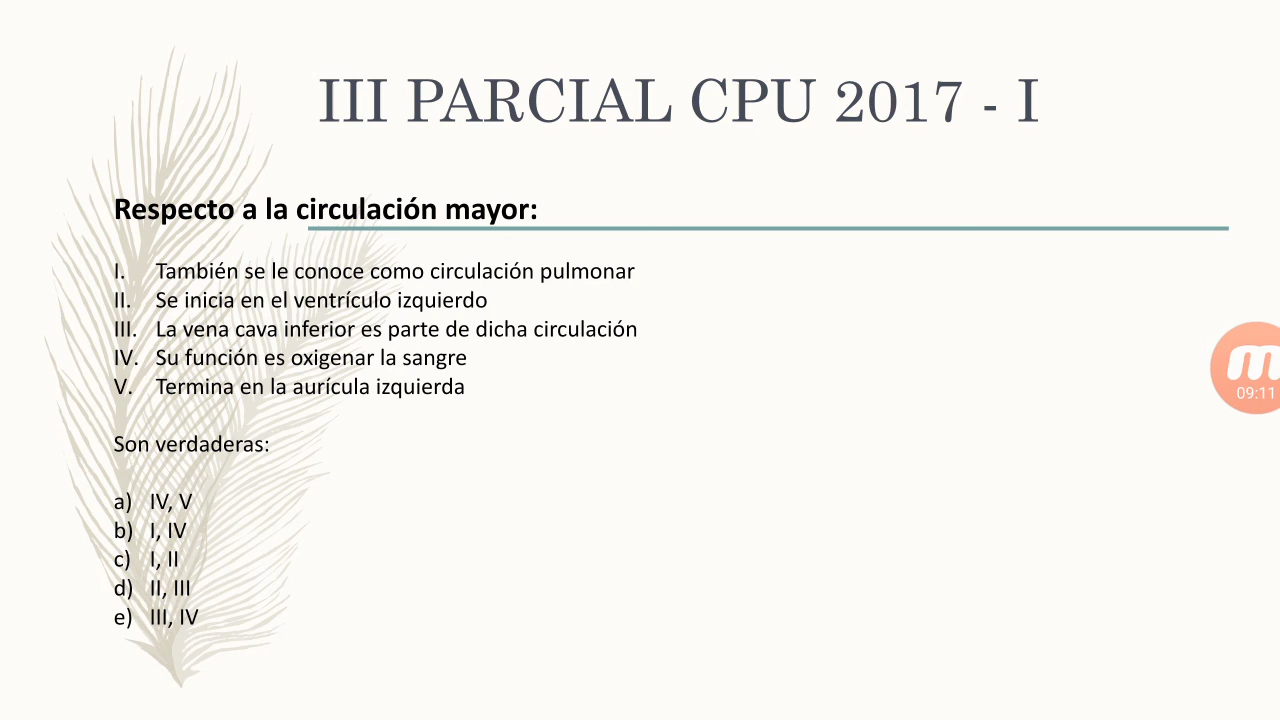 III PARCIAL CPU 2017 - I
Respecto a la circulación mayor:
I. También se le conoce como circulación pulmonar
II. Se inicia en el ventrículo izquierdo
III. La vena cava inferior es parte de dicha circulación
IV. Su función es oxigenar la sangre
V. Termina en la aurícula izquierda
Son verdaderas:
a) IV, V
b) I, IV
c) I, II
d) II, III
e) III, IV
09:11